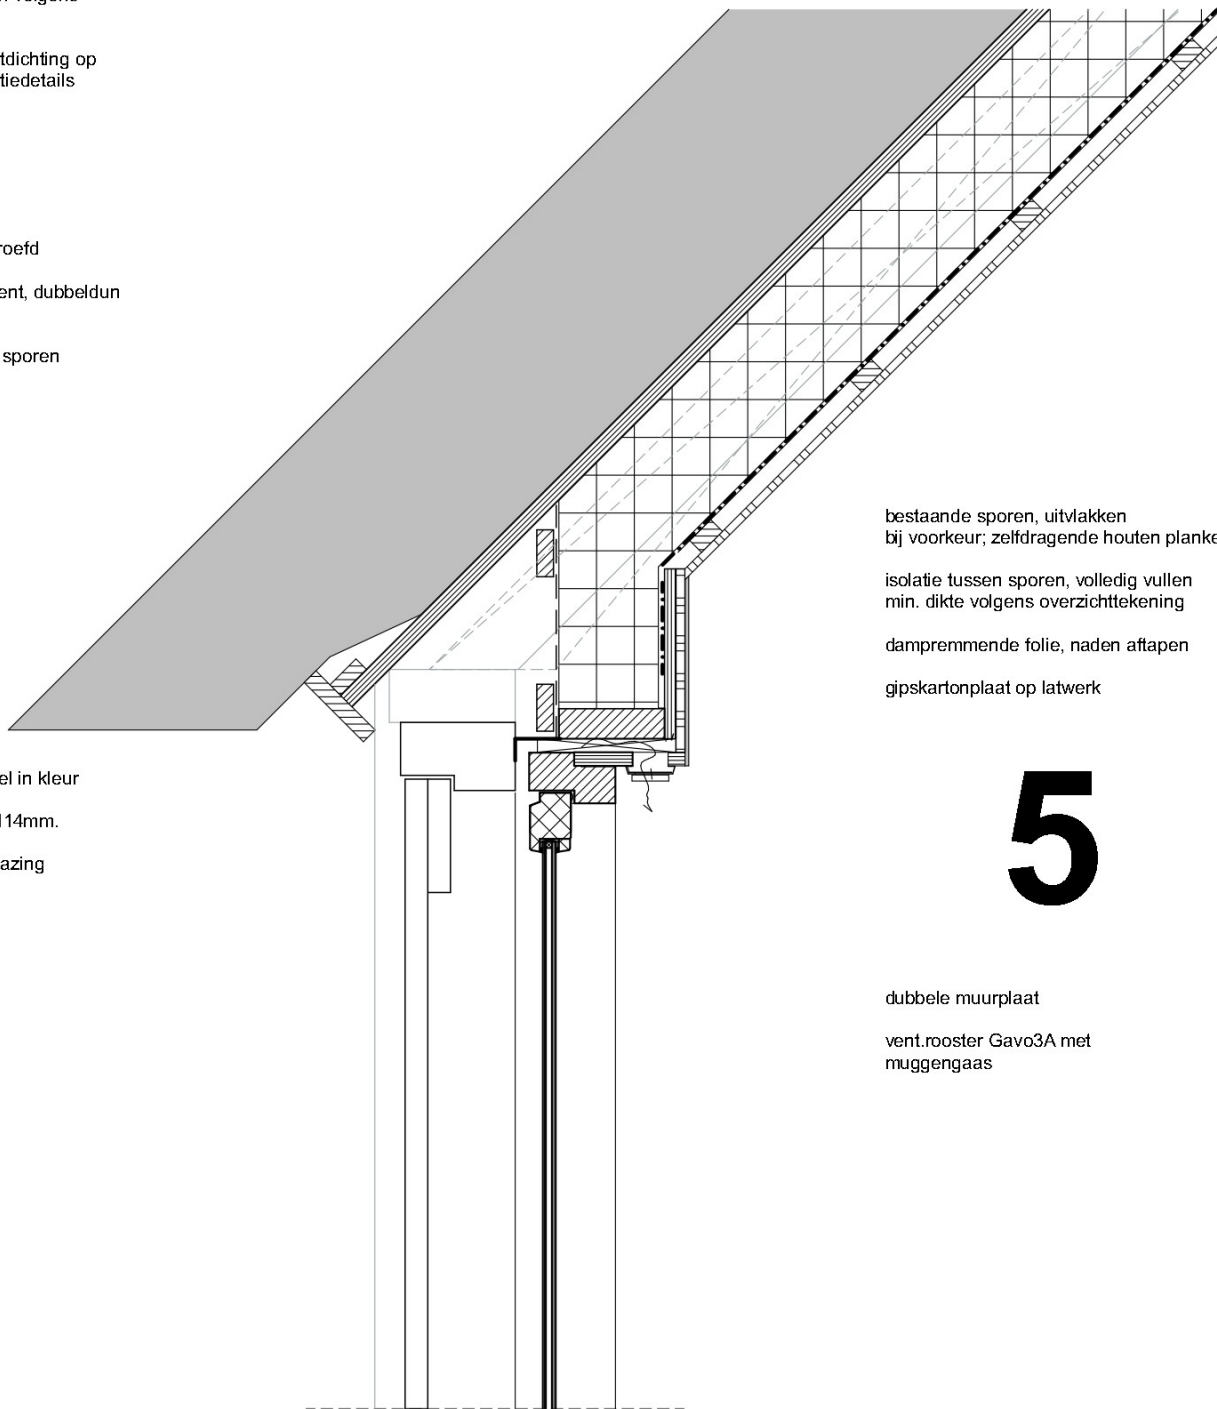 tdichting op
tiedetails
roefd
ent, dubbeldun
sporen
bestaande sporen, uitvlakken
bij voorkeur; zelfdragende houten planke
isolatie tussen sporen, volledig vullen
min. dikte volgens overzichttekening
dampremmende folie, naden aftapen
gipskartonplaat op latwerk
el in kleur
114mm.
azing
5
dubbele muurplaat
vent.rooster Gavo3A met
muggengaas